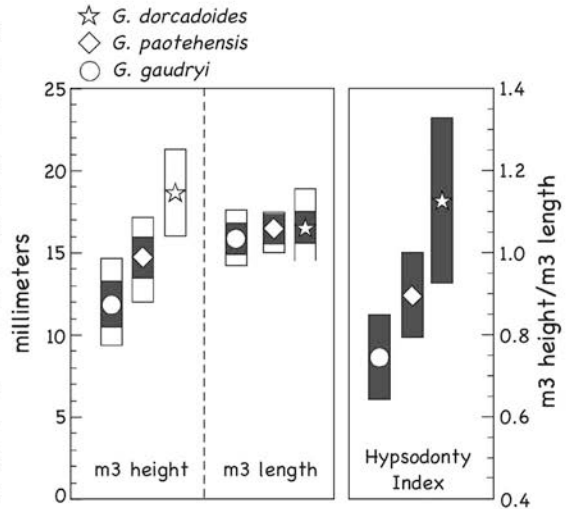 G. dorcadoides
G. paotehensis
G. gaudryi
25
20
15
10
5
0
millimeters
m3 height
m3 length
Hypsodonty
Index
1.4
1.2
1.0
0.8
0.6
0.4
m3 height/m3 length